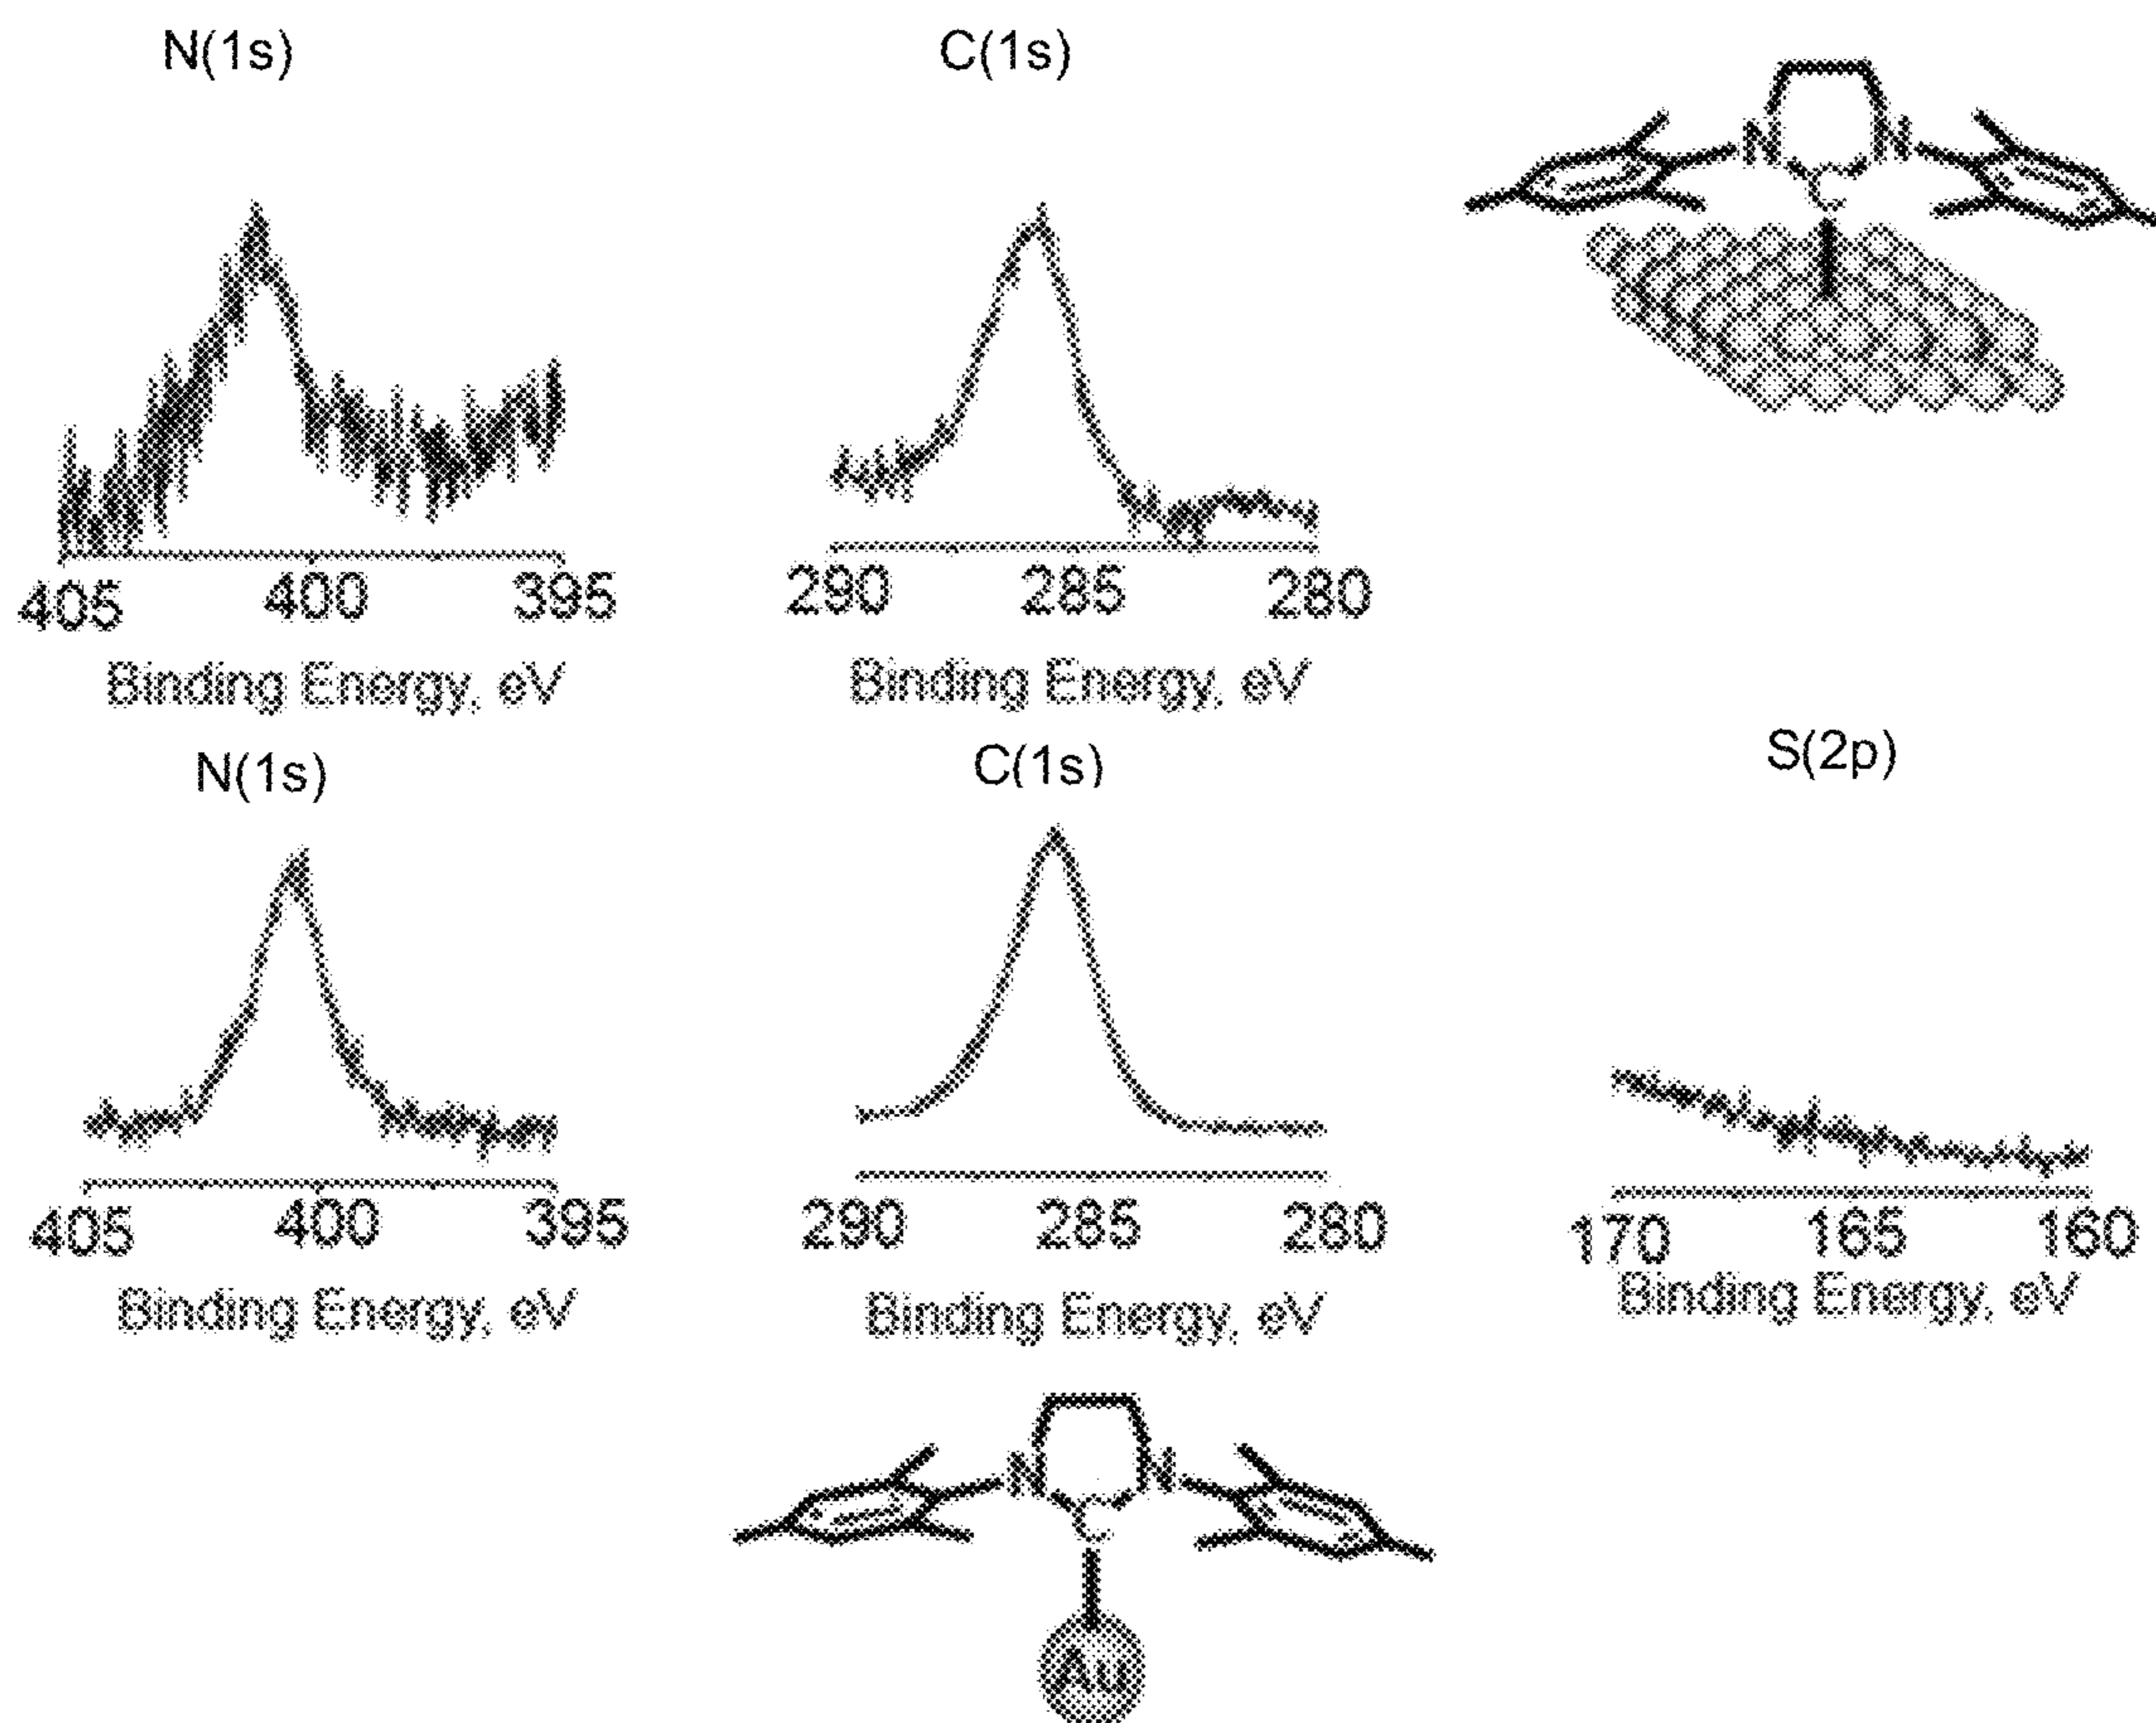 N(1s)
C(1s)
N
N
C
405
400
395
290
285
280
Binding Energy, eV
Binding Energy, eV
N(1s)
C(1s)
S(2p)
405
400
395
290
285
280
170
165
160
Binding Energy, eV
Binding Energy, eV
Binding Energy, eV
N
N
C
Au